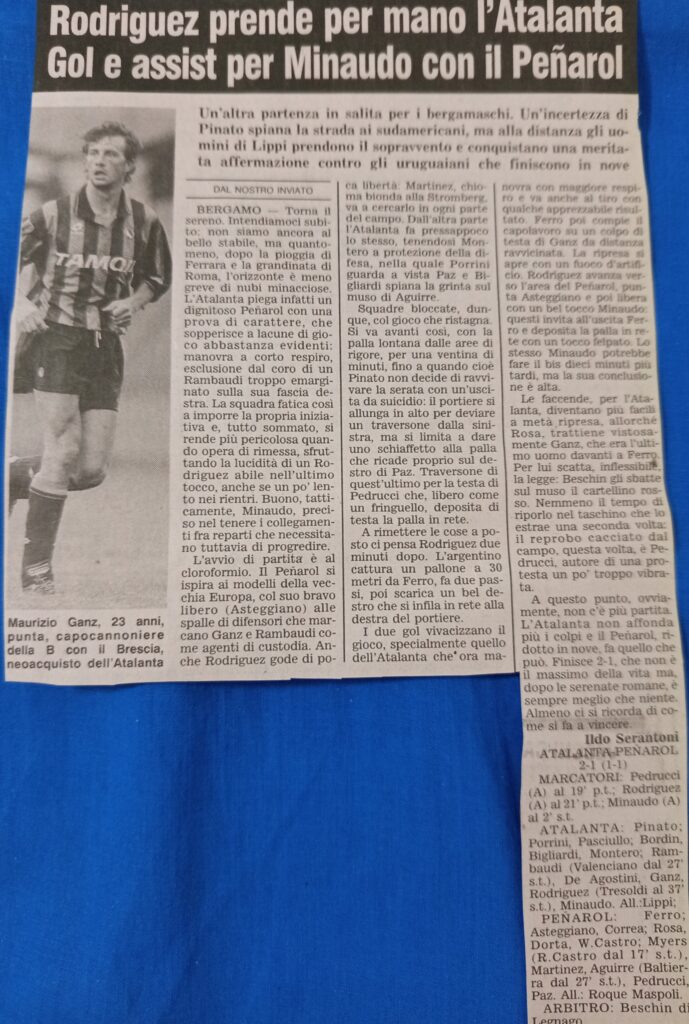 Rodriguez prende per mano l'Atalanta
Gol e assist per Minaudo con il Peñarol
Un'altra partenza in salita per i bergamaschi. Un'incertezza di
Pinato spiana la strada ai sudamericani, ma alla distanza gli uo-
mini di Lippi prendono il sopravvento e conquistano una merita-
ta affermazione contro gli uruguaiani che finiscono in nove
TAMOI
Maurizio Ganz, 23 anni,
punta, capocannoniere
della B con il Brescia,
neoacquisto dell'Atalanta
DAL NOSTRO INVIATO
BERGAMO — Torna il
sereno. Intendiamoci subi-
to: non siamo ancora al
bello stabile, ma quanto-
meno, dopo la pioggia di
Ferrara e la grandinata di
Roma, l'orizzonte è meno
greve di nubi minacciose.
L'Atalanta piega infatti un
dignitoso Peñarol con una
prova di carattere, che
sopperisce a lacune di gio-
co abbastanza evidenti:
manovra a corto respiro,
esclusione dal coro di un
Rambaudi troppo emargi-
nato sulla sua fascia de-
stra. La squadra fatica così
a imporre la propria inizia-
tiva e, tutto sommato, si
rende più pericolosa quan-
do opera di rimessa, sfrut-
tando la lucidità di un Ro-
driguez abile nell'ultimo
tocco, anche se un po' len-
to nei rientri. Buono, tatti-
camente, Minaudo, preci-
so nel tenere i collegamen-
ti fra reparti che necessita-
no tuttavia di progredire.
L'avvio di partita è al
cloroformio. Il Peñarol si
ispira ai modelli della vec-
chia Europa, col suo bravo
libero (Asteggiano) alle
spalle di difensori che mar-
cano Ganz e Rambaudi co-
me agenti di custodia. An-
che Rodriguez gode di po-
ca libertà: Martinez, chio-
ma bionda alla Stromberg,
va a cercarlo in ogni parte
del campo. Dall'altra parte
l'Atalanta fa pressappoco
lo stesso, tenendosi Mon-
tero a protezione della di-
fesa, nella quale Porrini
guarda a vista Paz e Bi-
gliardi spiana la grinta sul
muso di Aguirre.
Squadre bloccate, dun-
que, col gioco che ristagna.
Si va avanti così, con la
palla lontana dalle aree di
rigore, per una ventina di
minuti, fino a quando cioè
Pinato non decide di ravvi-
vare la serata con un'usci-
ta da suicidio: il portiere si
allunga in alto per deviare
un traversone dalla sini-
stra, ma si limita a dare
uno schiaffetto alla palla
che ricade proprio sul de-
stro di Paz. Traversone di
quest'ultimo per la testa di
Pedrucci che, libero come
un fringuello, deposita di
testa la palla in rete.
A rimettere le cose a po-
sto ci pensa Rodriguez due
minuti dopo. L'argentino
cattura un pallone a 30
metri da Ferro, fa due pas-
si, poi scarica un bel de-
stro che si infila in rete alla
destra del portiere.
I due gol vivacizzano il
gioco, specialmente quello
dell'Atalanta che ora ma-
novra con maggiore respi-
ro e va anche al tiro con
qualche apprezzabile risul-
tato. Ferro poi compie il
capolavoro su un colpo di
testa di Ganz da distanza
ravvicinata. La ripresa si
apre con un fuoco d'artifi-
cio. Rodriguez avanza ver-
so l'area del Peñarol, pun-
ta Asteggiano e poi libera
con un bel tocco Minaudo:
questi invita all'uscita Fer-
ro e deposita la palla in re-
te con un tocco felpato. Lo
stesso Minaudo potrebbe
fare il bis dieci minuti più
tardi, ma la sua conclusio-
ne è alta.
Le faccende, per l'Ata-
lanta, diventano più facili
a metà ripresa, allorché
Rosa, trattiene vistosa-
mente Ganz, che era l'ulti-
mo uomo davanti a Ferro.
Per lui scatta, inflessibile,
la legge: Beschin gli sbatte
sul muso il cartellino ros-
so. Nemmeno il tempo di
riporlo nel taschino che lo
estrae una seconda volta:
il reprobo cacciato dal
campo, questa volta, è Pe-
drucci, autore di una pro-
testa un po' troppo vibra-
ta.
A questo punto, ovvia-
mente, non c'è più partita.
L'Atalanta non affonda
più i colpi e il Peñarol, ri-
dotto in nove, fa quello che
può. Finisce 2-1, che non è
il massimo della vita ma,
dopo le serenate romane, è
sempre meglio che niente.
Almeno ci si ricorda di co-
me si fa a vincere.
Ildo Serantoni
ATALANTA-PEÑAROL
2-1 (1-1)
MARCATORI: Pedrucci
(A) al 19' p.t.; Rodriguez
(A) al 21' p.t.; Minaudo (A)
al 2' s.t.
ATALANTA: Pinato;
Porrini, Pasciullo; Bordin,
Bigliardi, Montero; Ram-
baudi (Valenciano dal 27'
s.t.), De Agostini, Ganz,
Rodriguez (Tresoldi al 37'
s.t.), Minaudo. All.:Lippi;
PEÑAROL: Ferro;
Asteggiano, Correa; Rosa,
Dorta, W.Castro; Myers
(R.Castro dal 17' s.t.),
Martinez, Aguirre (Baltier-
ra dal 27' s.t.), Pedrucci,
Paz. All.: Roque Maspoli.
ARBITRO: Beschin di
Legnago